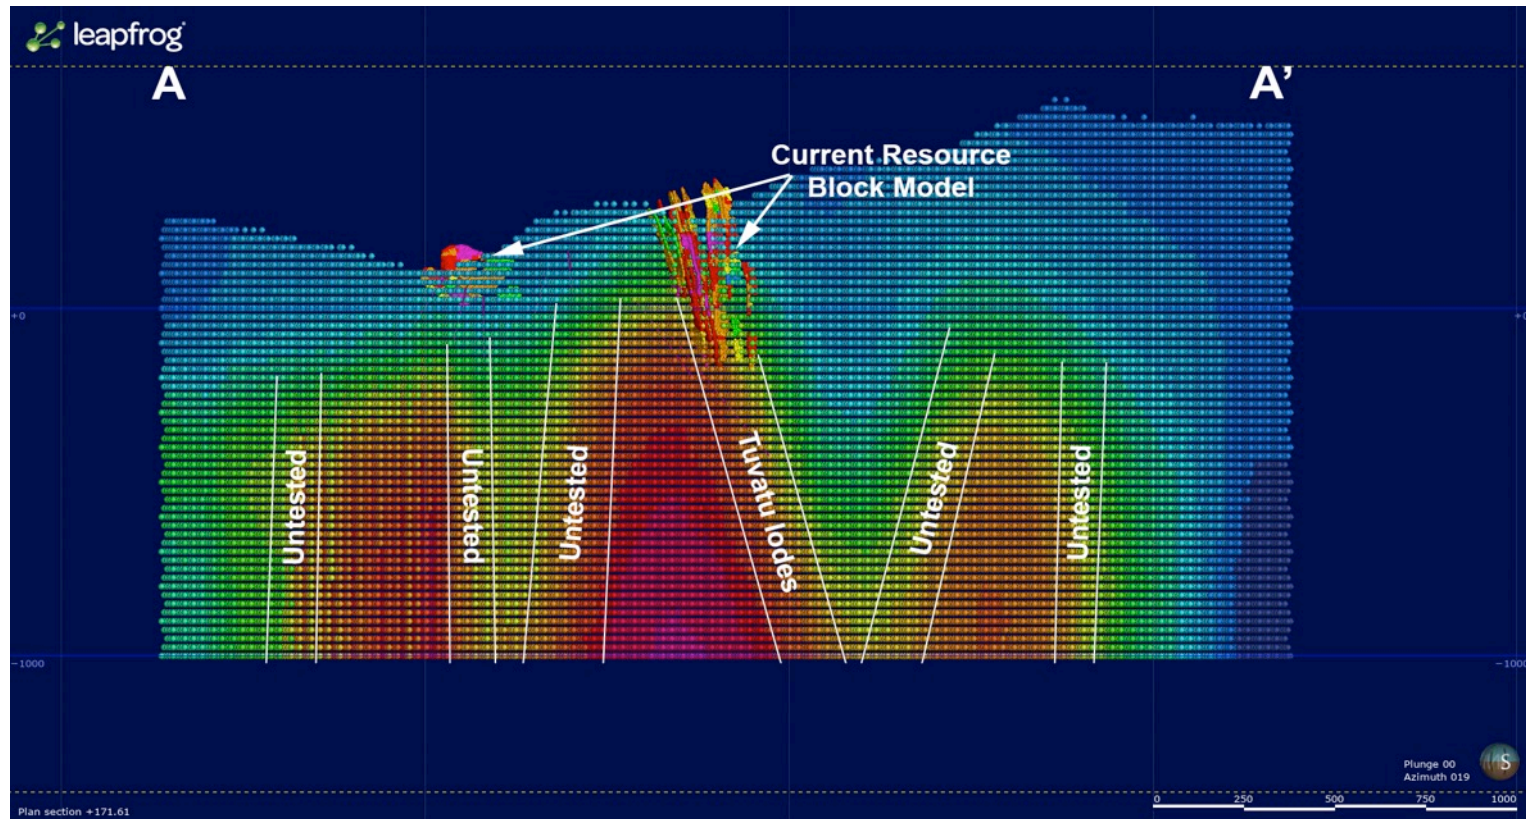 leapfrog
A
A’
Current Resource
Block Model
+0
+0
Untested
Untested
Untested
Tuvatu lodes
Untested
Untested
-1000
-1000
S
Plunge 00
Azimuth 019
0 250 500 750 1000
Plan section +171.61